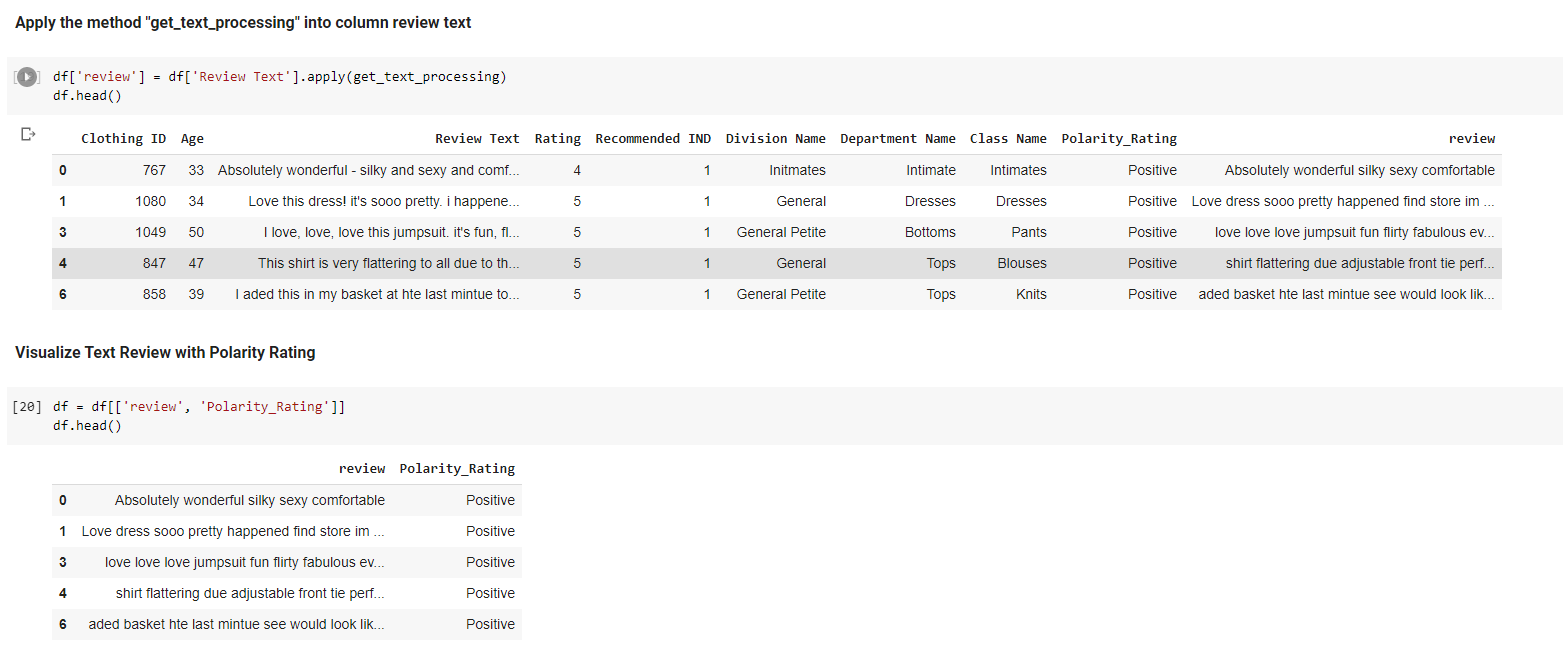 Apply the method "get_text_processing" into column review text
df['review'] = df['Review Text'].apply(get_text_processing)
df.head()
Clothing ID Age Review Text Rating Recommended IND Division Name Department Name Class Name Polarity_Rating review
0 767 33 Absolutely wonderful - silky and sexy and comf... 4 1 Initmates Intimate Intimates Positive Absolutely wonderful silky sexy comfortable
1 1080 34 Love this dress! it's sooo pretty. i happene... 5 1 General Dresses Dresses Positive Love dress sooo pretty happened find store im ...
3 1049 50 I love, love, love this jumpsuit. it's fun, fl... 5 1 General Petite Bottoms Pants Positive love love love jumpsuit fun flirty fabulous ev...
4 847 47 This shirt is very flattering to all due to th... 5 1 General Tops Blouses Positive shirt flattering due adjustable front tie perf...
6 858 39 I aded this in my basket at hte last mintue to... 5 1 General Petite Tops Knits Positive aded basket hte last mintue see would look lik...
Visualize Text Review with Polarity Rating
[20] df = df[['review', 'Polarity_Rating']]
df.head()
review Polarity_Rating
0 Absolutely wonderful silky sexy comfortable Positive
1 Love dress sooo pretty happened find store im ... Positive
3 love love love jumpsuit fun flirty fabulous ev... Positive
4 shirt flattering due adjustable front tie perf... Positive
6 aded basket hte last mintue see would look lik... Positive